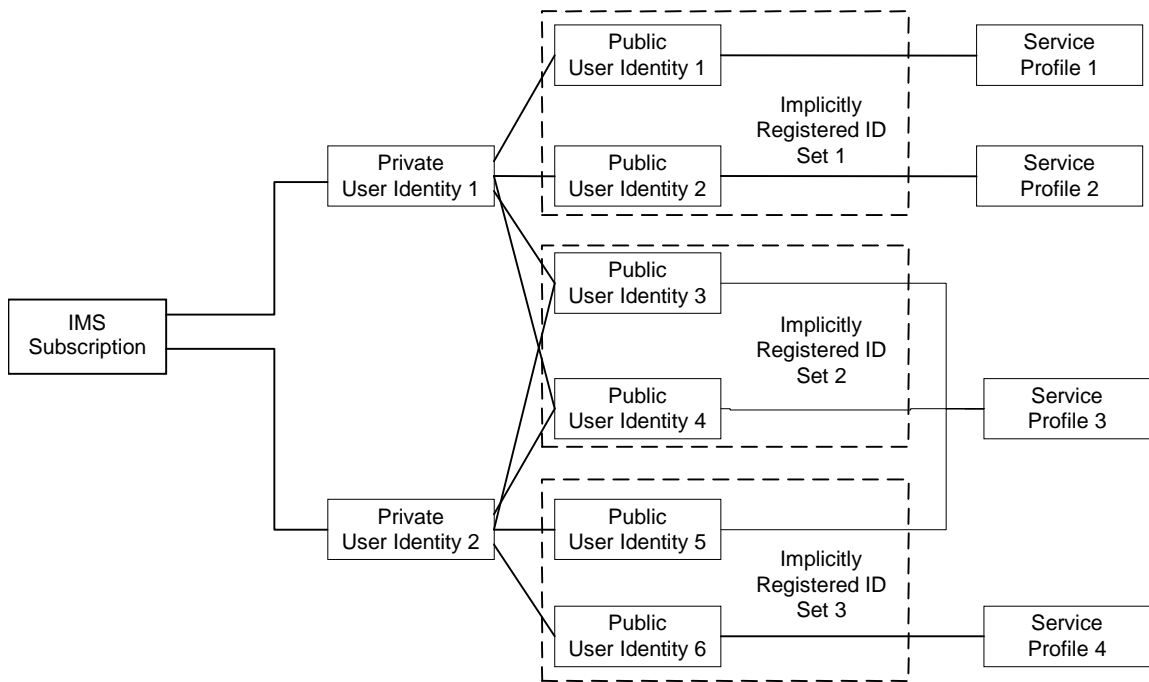 Public
User Identity 1
Service
Profile 1
Implicitly
Registered ID
Set 1
Private
User Identity 1
Public
User Identity 2
Service
Profile 2
Public
User Identity 3
IMS
Subscription
Implicitly
Registered ID
Set 2
Public
User Identity 4
Service
Profile 3
Private
User Identity 2
Public
User Identity 5
Implicitly
Registered ID
Set 3
Public
User Identity 6
Service
Profile 4